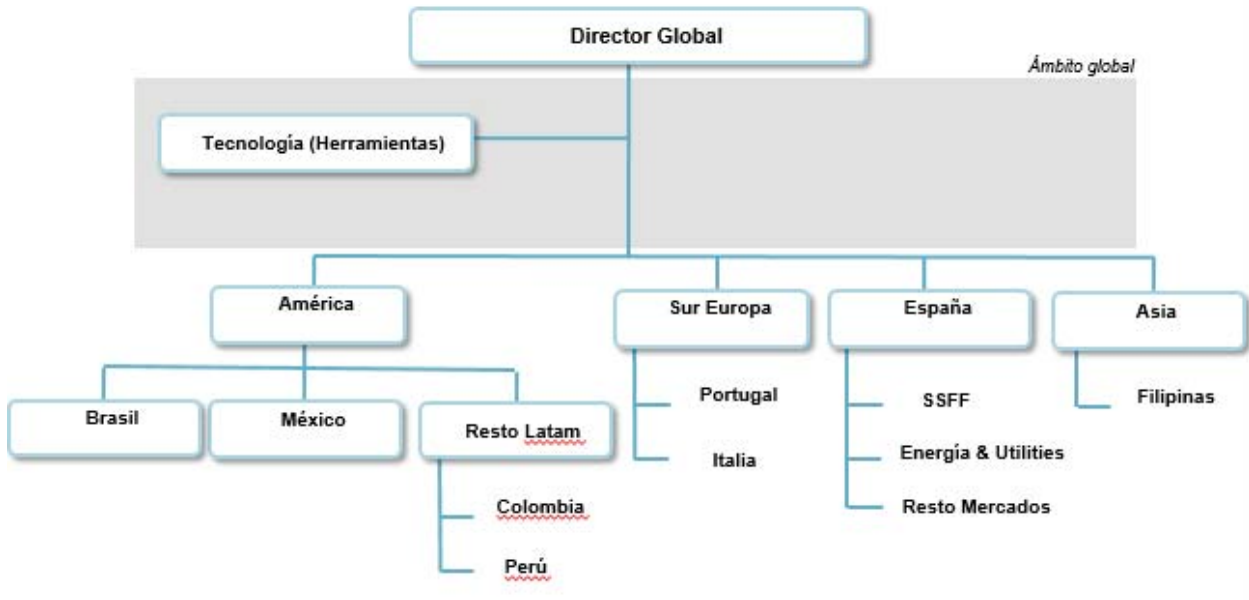 Director Global
Ámbito global
Tecnología (Herramientas)
América
Sur Europa
España
Asia
Brasil
México
Resto Latam
Portugal
Italia
SSFF
Energía & Utilities
Resto Mercados
Filipinas
Colombia
Perú